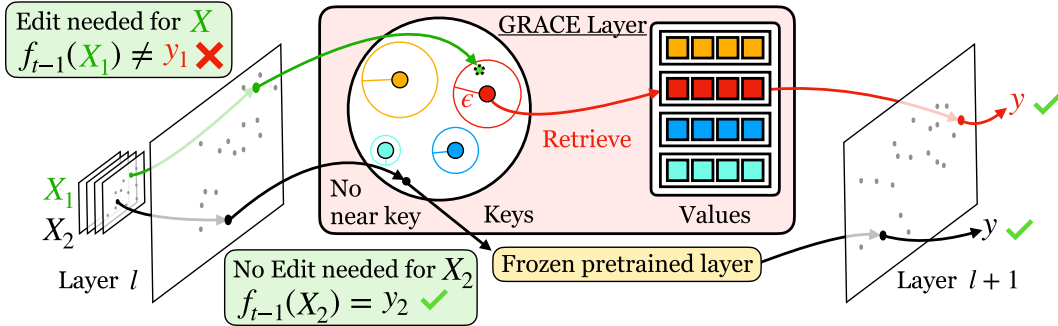 Edit needed for X
f_{t−1}(X_1) ≠ y_1
GRACE Layer
ϵ
Retrieve
y
X_1
X_2
No
near key
Keys
Values
y
Layer l
No Edit needed for X_2
f_{t−1}(X_2) = y_2
Frozen pretrained layer
Layer l + 1